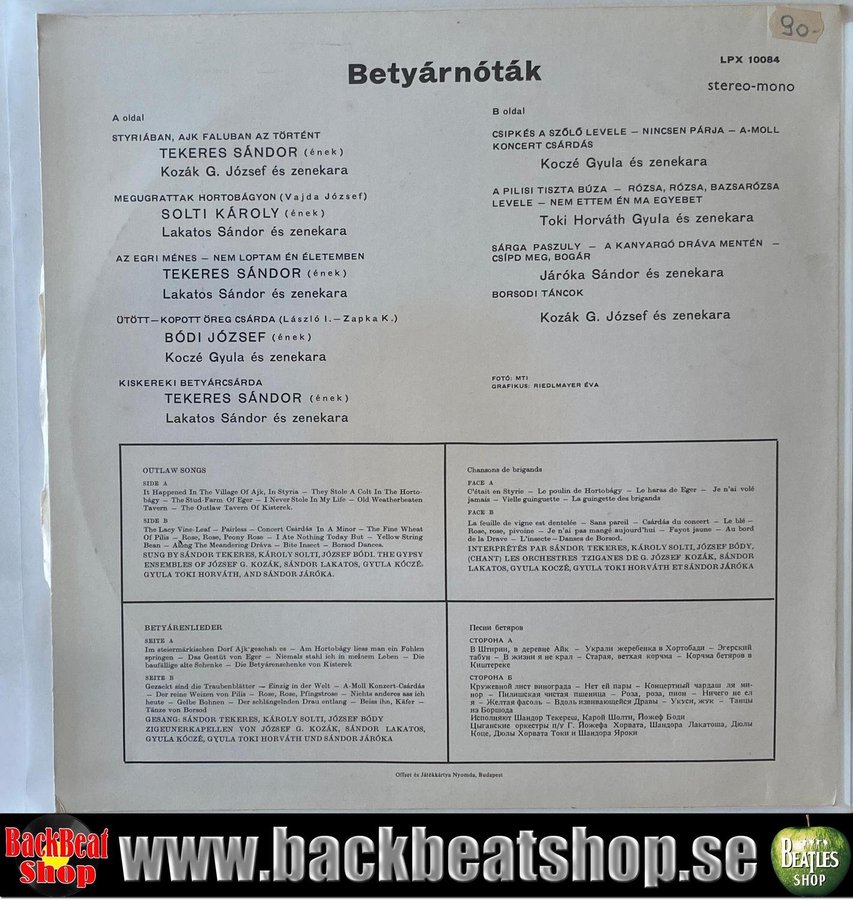 90-
LPX 10084
Betyárnóták
stereo-mono
A oldal
STYRIÁBAN, AJK FALUBAN AZ TÖRTÉNT
TEKERES SÁNDOR (ének)
Kozák G. József és zenekara
MEGUGRATTAK HORTOBÁGYON (Vajda József)
SOLTI KÁROLY (ének)
Lakatos Sándor és zenekara
AZ EGRI MÉNES — NEM LOPTAM ÉN ÉLETEMBEN
TEKERES SÁNDOR (ének)
Lakatos Sándor és zenekara
ÜTÖTT—KOPOTT ÖREG CSÁRDA (László I.—Zapka K.)
BÓDI JÓZSEF (ének)
Koczé Gyula és zenekara
KISKEREKI BETYÁRCSÁRDA
TEKERES SÁNDOR (ének)
Lakatos Sándor és zenekara
B oldal
CSIPKÉS A SZŐLŐ LEVELE — NINCSEN PÁRJA — A-MOLL
KONCERT CSÁRDÁS
Koczé Gyula és zenekara
A PILISI TISZTA BÚZA — RÓZSA, RÓZSA, BAZSARÓZSA
LEVELE — NEM ETTEM ÉN MA EGYEBET
Toki Horváth Gyula és zenekara
SÁRGA PASZULY — A KANYARGÓ DRÁVA MENTÉN —
CSÍPD MEG, BOGÁR
Járóka Sándor és zenekara
BORSODI TÁNCOK
Kozák G. József és zenekara
FOTÓ: MTI
GRAFIKUS: RIEDLMAYER ÉVA
OUTLAW SONGS
SIDE A
It Happened In The Village Of Ajk, In Styria — They Stole A Colt In The Horto-
bágy — The Stud-Farm Of Eger — I Never Stole In My Life — Old Weatherbeaten
Tavern — The Outlaw Tavern Of Kisterek.
SIDE B
The Lacy Vine-Leaf — Pairless — Concert Csárdás In A Minor — The Fine Wheat
Of Pilis — Rose, Rose, Peony Rose — I Ate Nothing Today But — Yellow String
Bean — Along The Meandering Dráva — Bite Insect — Borsod Dances.
SUNG BY SÁNDOR TEKERES, KÁROLY SOLTI, JÓZSEF BÓDI. THE GYPSY
ENSEMBLES OF JÓZSEF G. KOZÁK, SÁNDOR LAKATOS, GYULA KÓCZÉ,
GYULA TOKI HORVÁTH, AND SÁNDOR JÁRÓKA.
Chansons de brigands
FACE A
C'était en Styrie — Le poulin de Hortobágy — Le haras de Eger — Je n'ai volé
jamais — Vielle guinguette — La guingette des brigands
FACE B
La feuille de vigne est dentelée — Sans pareil — Csárdás du concert — Le blé —
Rose, rose, pivoine — Je n'ai pas mangé aujourd'hui — Fayot jaune — Au bord
de la Drave — L'insecte — Danses de Borsod.
INTERPRÉTÉS PAR SÁNDOR TEKERES, KÁROLY SOLTI, JÓZSEF BÓDY,
(CHANT) LES ORCHESTRES TZIGANES DE G. JÓZSEF KOZÁK, SÁNDOR
LAKATOS, GYULA KOCZÉ, GYULA TOKI HORVÁTH ET SÁNDOR JÁRÓKA
BETYÁRENLIEDER
SEITE A
Im steiermärkischen Dorf Ajk geschah es — Am Hortobágy liess man ein Fohlen
springen — Das Gestüt von Eger — Niemals stahl ich in meinem Leben — Die
baufällige alte Schenke — Die Betyárenschenke von Kisterek
SEITE B
Gezackt sind die Traubenblätter — Einzig in der Welt — A-Moll Konzert-Csárdás
— Der reine Weizen von Pilis — Rose, Rose, Pfingstrose — Nichts anderes ass ich
heute — Gelbe Bohnen — Der schlängelnden Drau entlang — Beiss ihn, Käfer —
Tänze von Borsod
GESANG: SÁNDOR TEKERES, KÁROLY SOLTI, JÓZSEF BÓDY
ZIGEUNERKAPELLEN VON JÓZSEF G. KOZÁK, SÁNDOR LAKATOS,
GYULA KÓCZÉ, GYULA TOKI HORVÁTH UND SÁNDOR JÁRÓKA
Песни бетяров
СТОРОНА А
В Штирии, в деревне Айк — Украли жеребенка в Хортобади — Эгерский
табун — В жизни я не крал — Старая, ветхая корчма — Корчма бетяров в
Киштереке
СТОРОНА Б
Кружевной лист винограда — Нет ей пары — Концертный чардаш ля ми-
нор — Пилишская чистая пшеница — Роза, роза, пион — Ничего не ел
я — Желтая фасоль — Вдоль извивающейся Дравы — Укуси, жук — Танцы
из Боршода
Исполняют Шандор Текереш, Карой Шолти, Йожеф Боди
Цыганские оркестры п/у Г. Йожефа Хорвата, Шандора Лакатоша, Дюлы
Коце, Дюлы Хорвата Токи и Шандора Яроки
Offset és Játékkártya Nyomda, Budapest
BackBeat
Shop
www.backbeatshop.se
BEATLES
SHOP